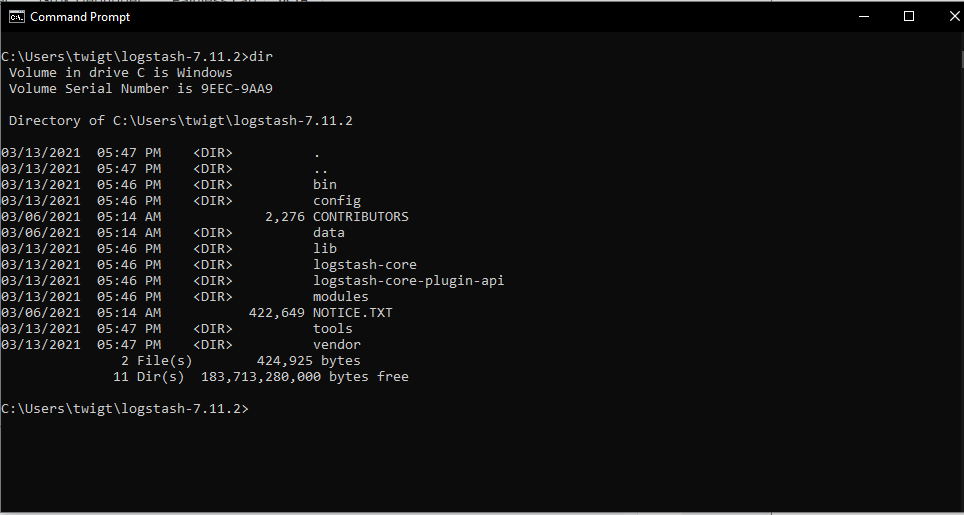 Command Prompt
C:\Users\twigt\logstash-7.11.2>dir
 Volume in drive C is Windows
 Volume Serial Number is 9EEC-9AA9
 Directory of C:\Users\twigt\logstash-7.11.2
03/13/2021  05:47 PM    <DIR>          .
03/13/2021  05:47 PM    <DIR>          ..
03/13/2021  05:46 PM    <DIR>          bin
03/13/2021  05:46 PM    <DIR>          config
03/06/2021  05:14 AM             2,276 CONTRIBUTORS
03/06/2021  05:14 AM    <DIR>          data
03/13/2021  05:46 PM    <DIR>          lib
03/13/2021  05:46 PM    <DIR>          logstash-core
03/13/2021  05:46 PM    <DIR>          logstash-core-plugin-api
03/13/2021  05:46 PM    <DIR>          modules
03/06/2021  05:14 AM           422,649 NOTICE.TXT
03/13/2021  05:47 PM    <DIR>          tools
03/13/2021  05:47 PM    <DIR>          vendor
               2 File(s)        424,925 bytes
              11 Dir(s)  183,713,280,000 bytes free
C:\Users\twigt\logstash-7.11.2>